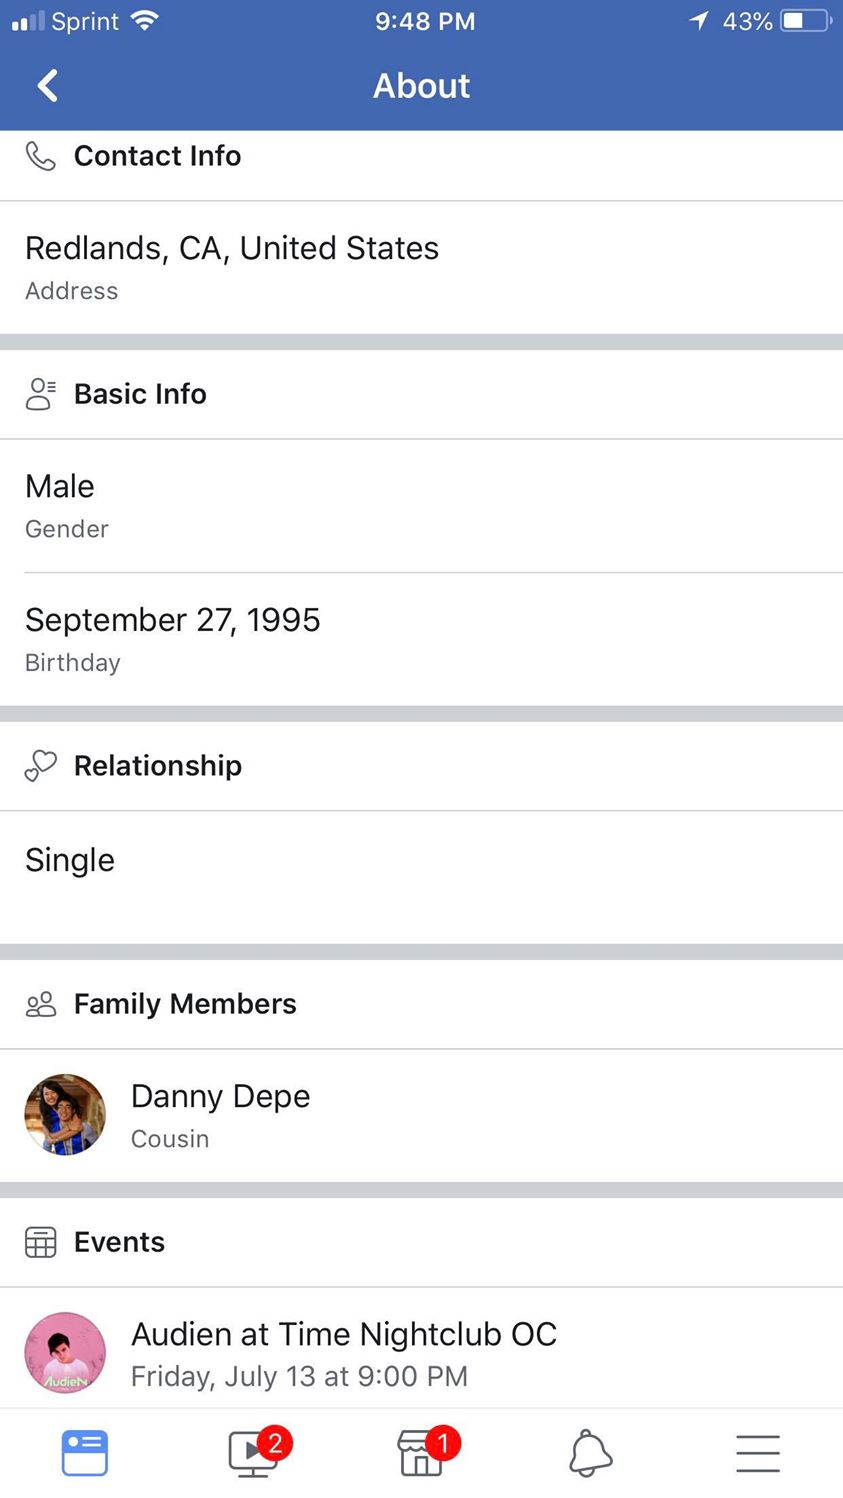 Sprint 9:48 PM 43%
About
Contact Info
Redlands, CA, United States
Address
Basic Info
Male
Gender
September 27, 1995
Birthday
Relationship
Single
Family Members
Danny Depe
Cousin
Events
Audien at Time Nightclub OC
AudieN
Friday, July 13 at 9:00 PM
2 1